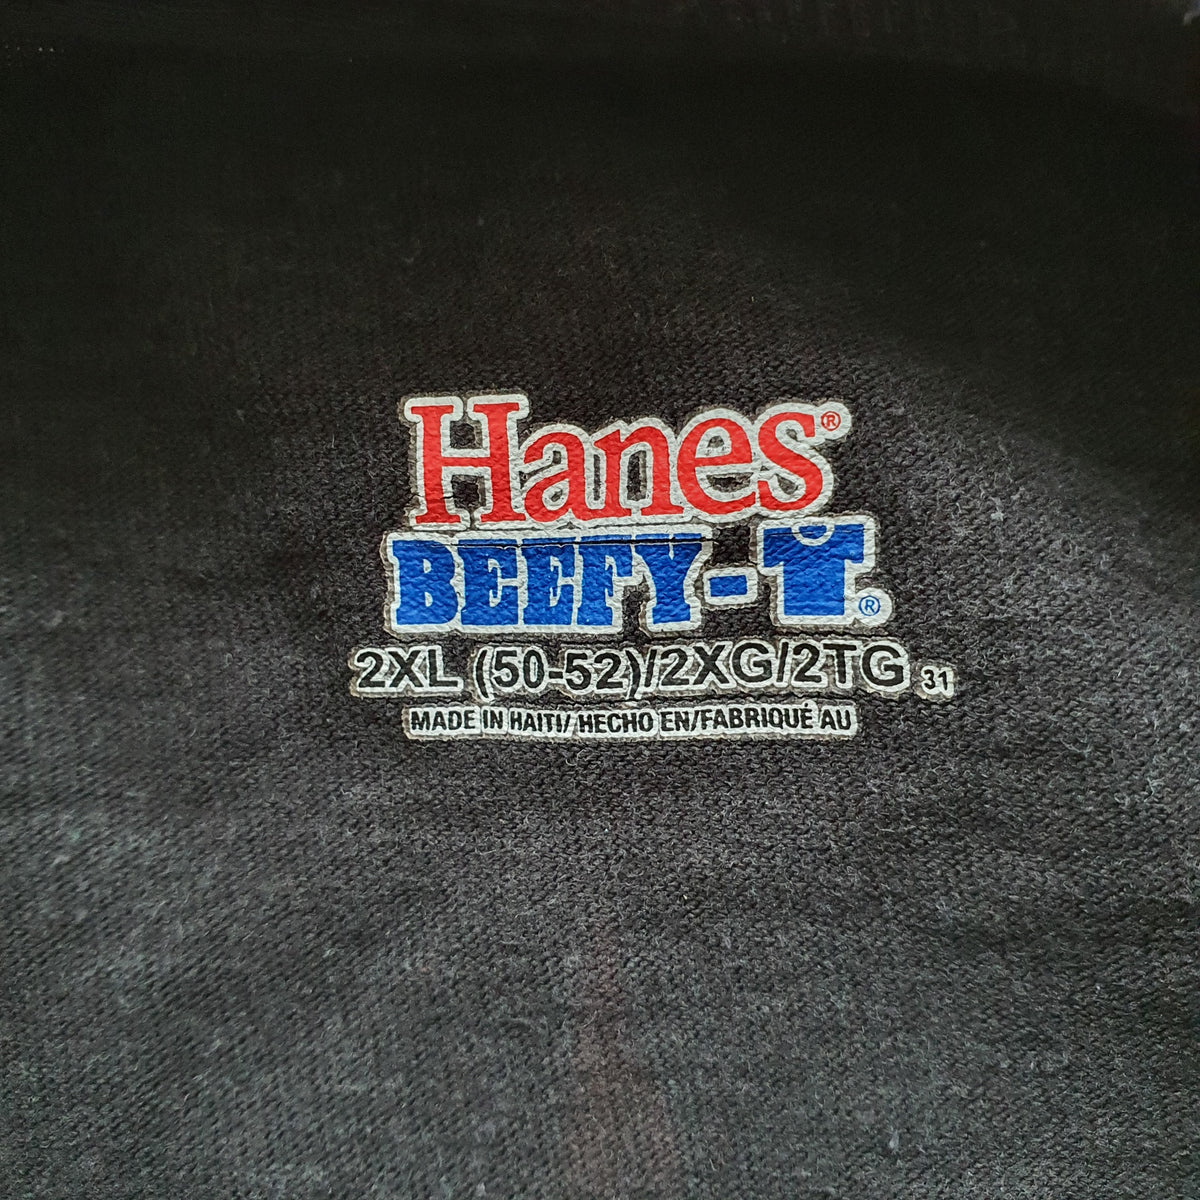 Hanes®
BEEFY-T®
2XL (50-52)/2XG/2TG 31
MADE IN HAITI/ HECHO EN/FABRIQUÉ AU